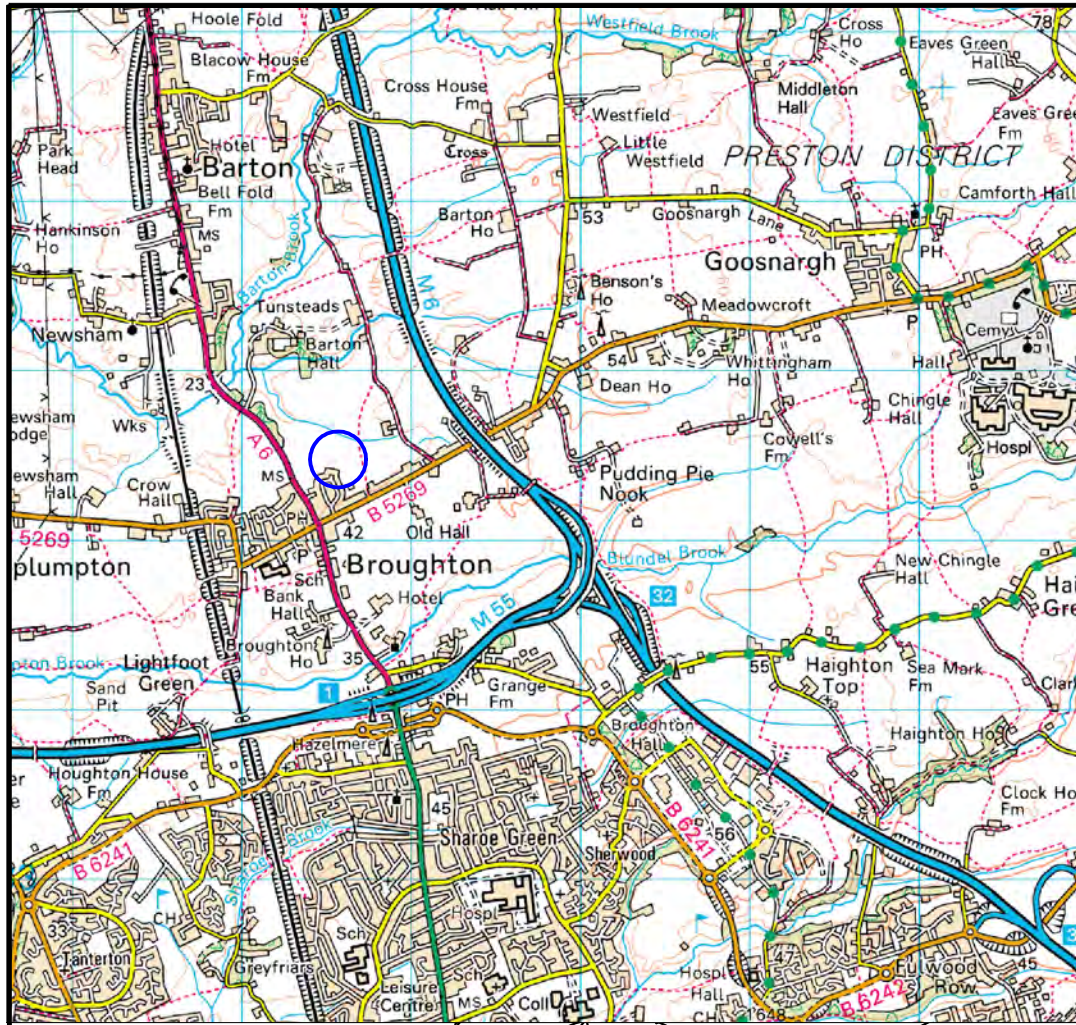 Hoole Fold
Westfield Brook
Cross
Ho
78
Eaves Green
Hall
Blacow House
Fm
Cross House
Fm
Middleton
Hall
Westfield
Eaves Gre
Fm
Hotel
Park
Head
Barton
Cross
Little
Westfield
PRESTON DISTRICT
Bell Fold
Fm
Camforth Hall
Hankinson
Ho
MS
Barton
Ho
53
Goosnargh Lane
PH
Barton Brook
M 6
Goosnargh
Benson's
Ho
Tunsteads
Meadowcroft
P
Newsham
Barton
Hall
Cemy
54
Whittingham
Ho
Hall
23
Dean Ho
Chingle
Hall
ewsham
odge
Wks
A 6
Cowell's
Fm
Hospl
MS
Pudding Pie
Nook
ewsham
Hall
Crow
Hall
B 5269
PH
42
Old Hall
5269
P
Blundel Brook
plumpton
Broughton
New Chingle
Hall
Hai
Gre
Sch
Bank
Hall
Hotel
32
M 55
Broughton
Ho
35
55
Haighton
Top
Sea Mark
Fm
Lightfoot
Green
Grange
Fm
Clar
Sand
Pit
1
PH
Broughton
Hall
Haighton Ho
Hazelmere
Houghton House
Fm
Clock Ho
Fm
45
B 6241
Sharoe Brook
Sharoe Green
Sherwood
B 6241
56
CH
Hospl
33
Sch
Tanterton
Greyfriars
Leisure
Centre
Sch
MS
Coll
Hospl
Hall
CH
47
Fulwood
Row
45
B 6242